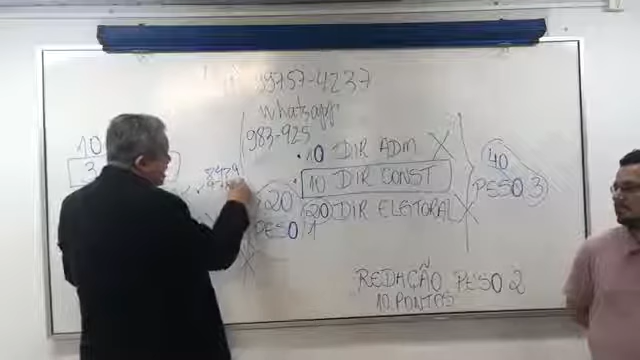 99757-4237
Whatsapp
983-925
10
3
20
PESO 1
10 DIR ADM
10 DIR CONST
20 DIR ELEITORAL
40
PESO 3
REDAÇÃO PESO 2
10 PONTOS